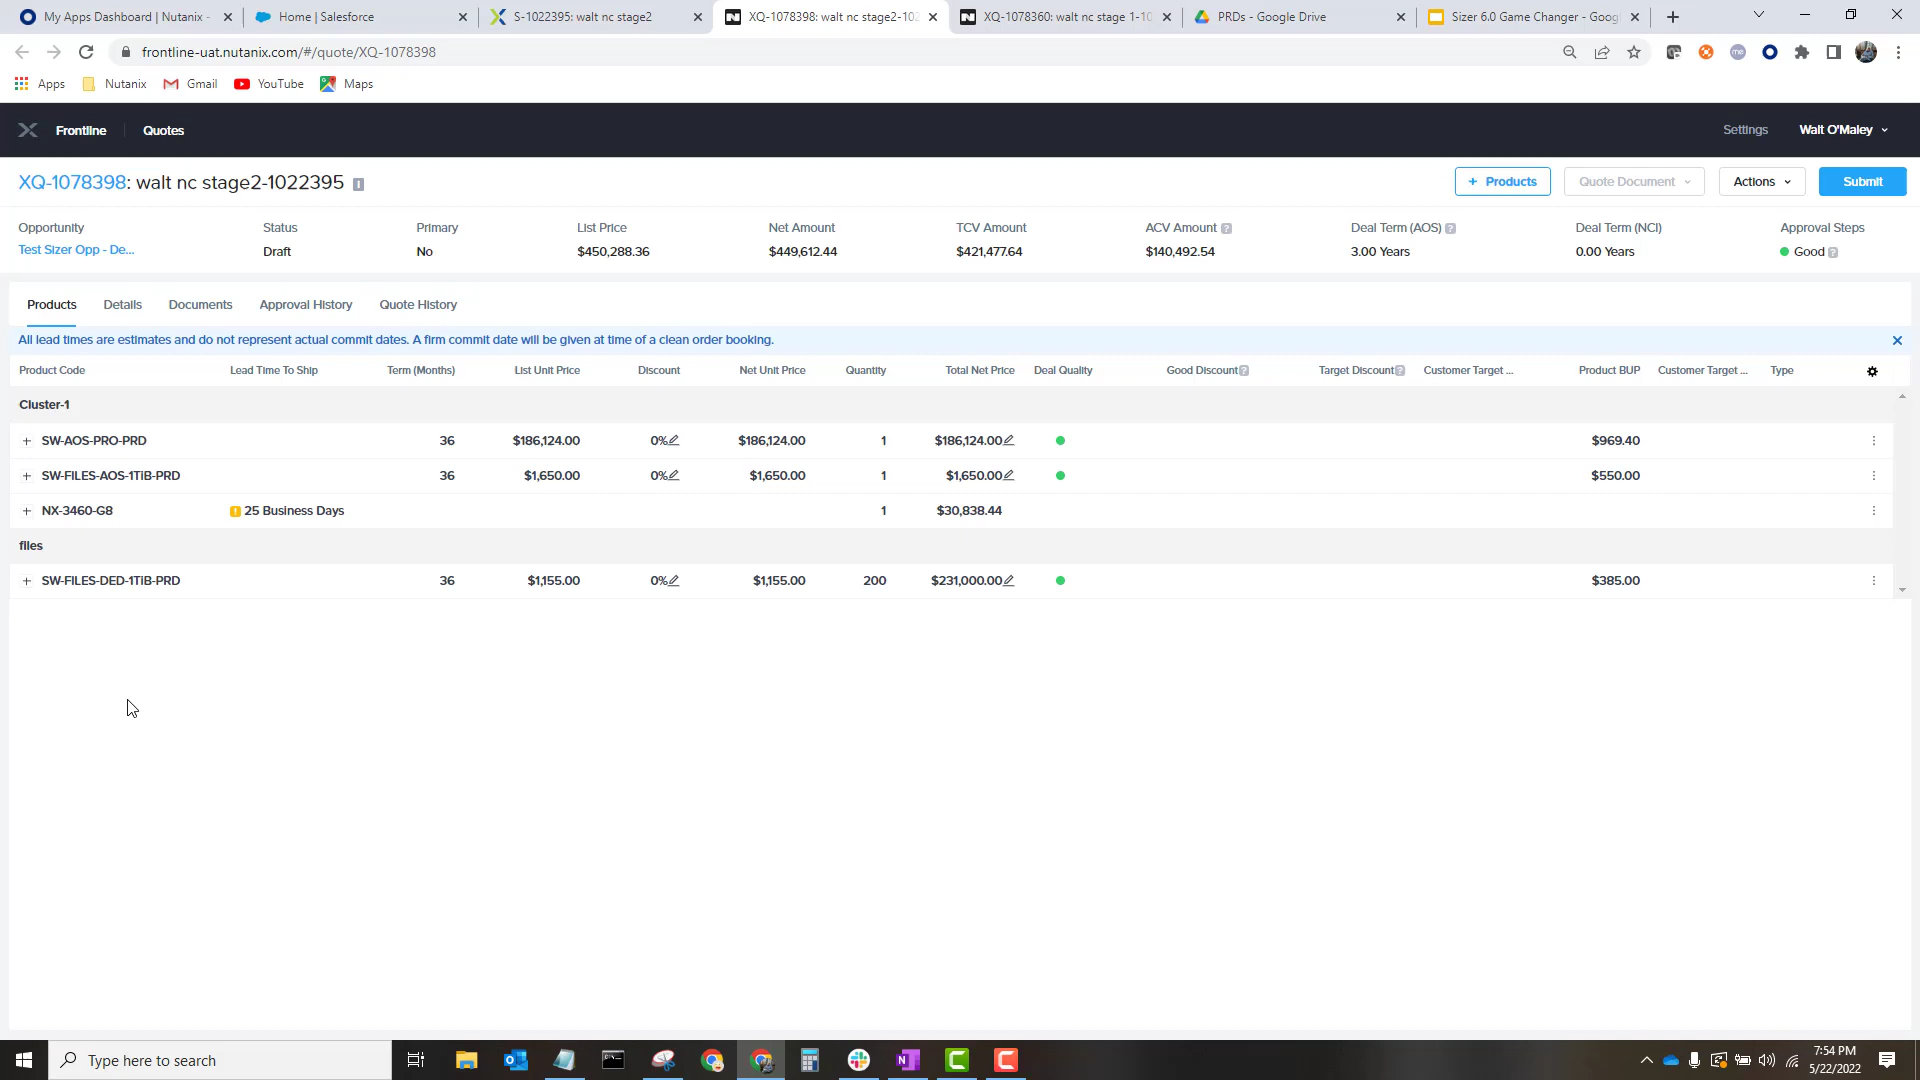 My Apps Dashboard | Nutanix -
Home | Salesforce
S-1022395: walt nc stage2
XQ-1078398: walt nc stage2-102
XQ-1078360: walt nc stage 1-10
PRDs - Google Drive
Sizer 6.0 Game Changer - Goog
frontline-uat.nutanix.com/#/quote/XQ-1078398
Apps
Nutanix
Gmail
YouTube
Maps
Frontline
Quotes
Settings
Walt O'Maley
XQ-1078398: walt nc stage2-1022395
+ Products
Quote Document
Actions
Submit
Opportunity Status Primary List Price Net Amount TCV Amount ACV Amount ? Deal Term (AOS) ? Deal Term (NCI) Approval Steps
Test Sizer Opp - De... Draft No $450,288.36 $449,612.44 $421,477.64 $140,492.54 3.00 Years 0.00 Years Good ?
Products Details Documents Approval History Quote History
All lead times are estimates and do not represent actual commit dates. A firm commit date will be given at time of a clean order booking.
Product Code Lead Time To Ship Term (Months) List Unit Price Discount Net Unit Price Quantity Total Net Price Deal Quality Good Discount ? Target Discount ? Customer Target ... Product BUP Customer Target ... Type
Cluster-1
+ SW-AOS-PRO-PRD 36 $186,124.00 0% $186,124.00 1 $186,124.00 $969.40
+ SW-FILES-AOS-1TiB-PRD 36 $1,650.00 0% $1,650.00 1 $1,650.00 $550.00
+ NX-3460-G8 ! 25 Business Days 1 $30,838.44
files
+ SW-FILES-DED-1TiB-PRD 36 $1,155.00 0% $1,155.00 200 $231,000.00 $385.00
Type here to search
7:54 PM
5/22/2022